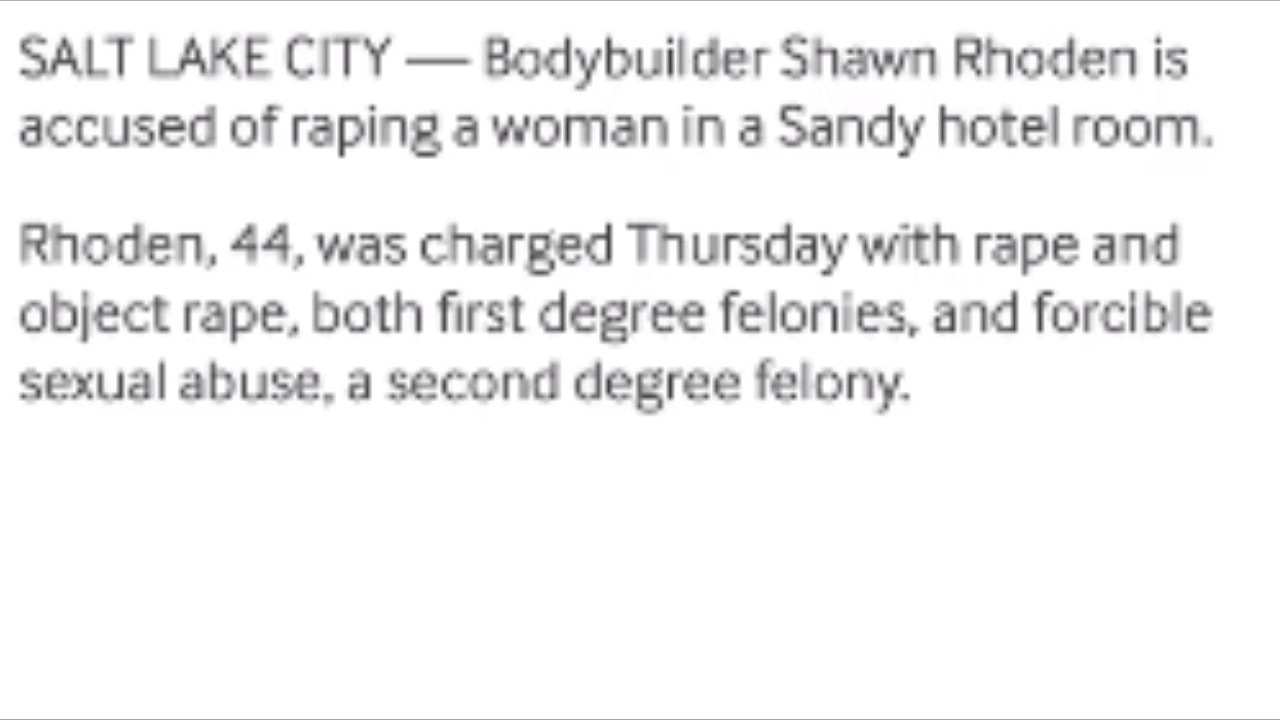 SALT LAKE CITY — Bodybuilder Shawn Rhoden is
accused of raping a woman in a Sandy hotel room.
Rhoden, 44, was charged Thursday with rape and
object rape, both first degree felonies, and forcible
sexual abuse, a second degree felony.